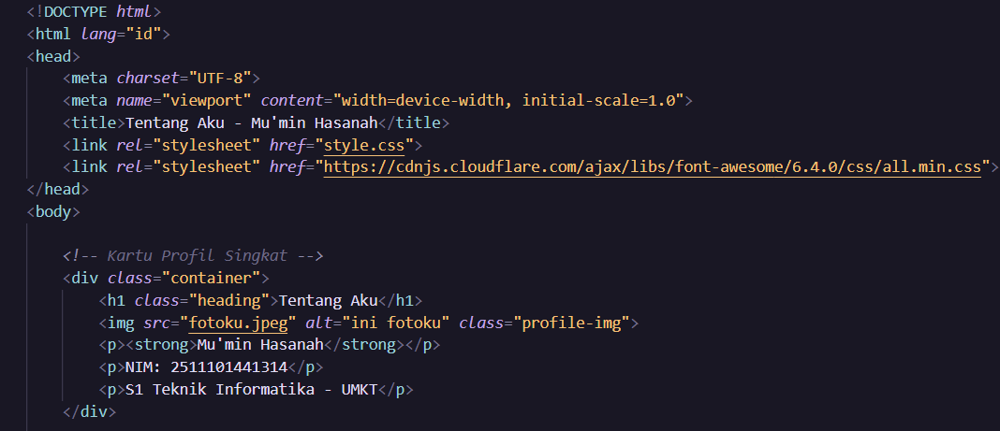 <!DOCTYPE html>
<html lang="id">
<head>
    <meta charset="UTF-8">
    <meta name="viewport" content="width=device-width, initial-scale=1.0">
    <title>Tentang Aku - Mu'min Hasanah</title>
    <link rel="stylesheet" href="style.css">
    <link rel="stylesheet" href="https://cdnjs.cloudflare.com/ajax/libs/font-awesome/6.4.0/css/all.min.css">
</head>
<body>
    <!-- Kartu Profil Singkat -->
    <div class="container">
        <h1 class="heading">Tentang Aku</h1>
        <img src="fotoku.jpeg" alt="ini fotoku" class="profile-img">
        <p><strong>Mu'min Hasanah</strong></p>
        <p>NIM: 2511101441314</p>
        <p>S1 Teknik Informatika - UMKT</p>
    </div>